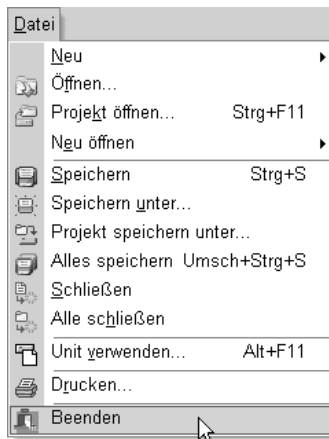 Datei
Neu
Öffnen...
Projekt öffnen... Strg+F11
Neu öffnen
Speichern Strg+S
Speichern unter...
Projekt speichern unter...
Alles speichern Umsch+Strg+S
Schließen
Alle schließen
Unit verwenden... Alt+F11
Drucken...
Beenden